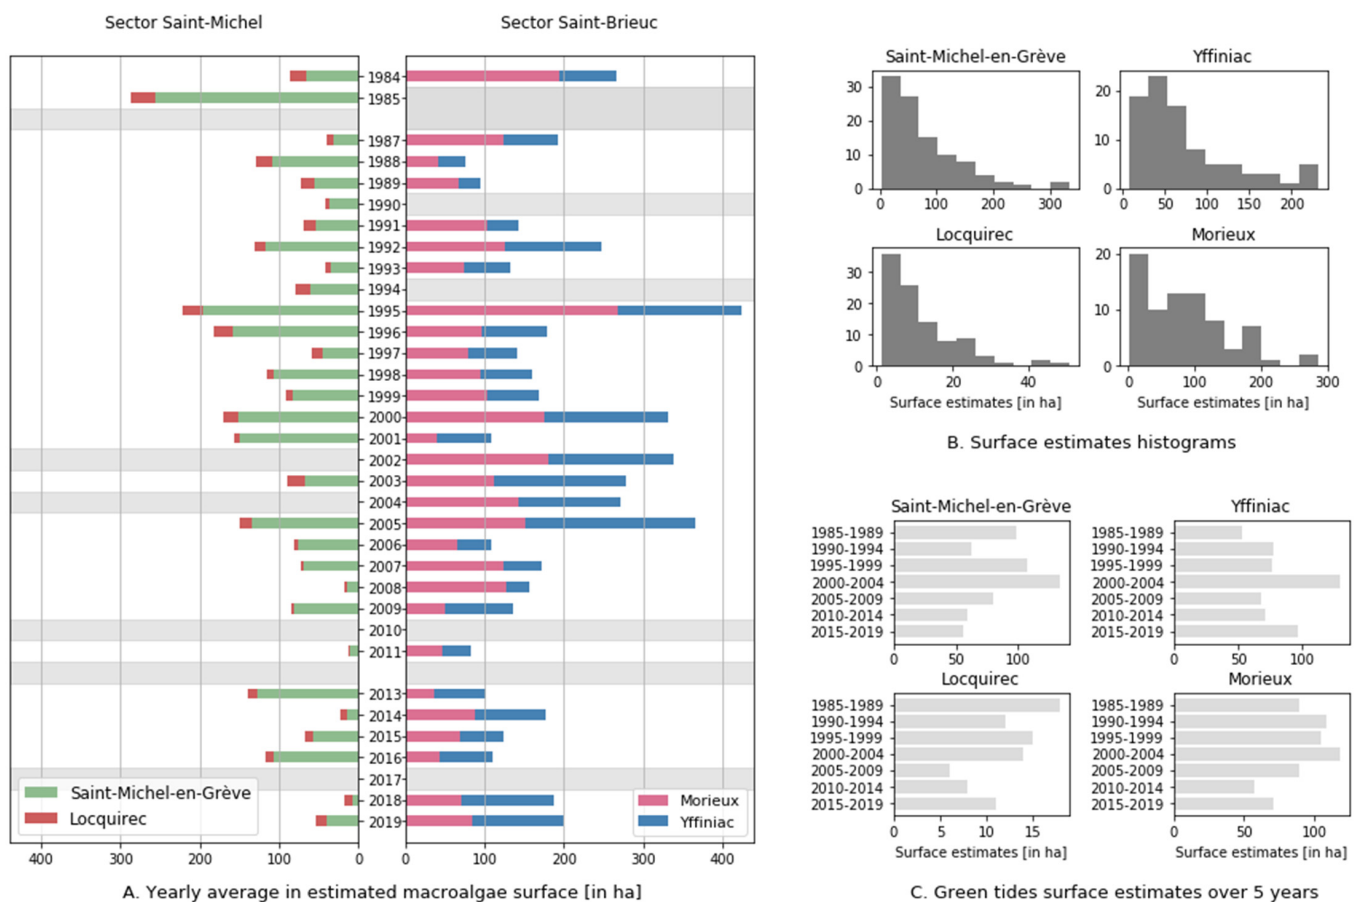 Sector Saint-Michel
Sector Saint-Brieuc
1984
1985
1987
1988
1989
1990
1991
1992
1993
1994
1995
1996
1997
1998
1999
2000
2001
2002
2003
2004
2005
2006
2007
2008
2009
2010
2011
2013
2014
2015
2016
2017
2018
2019
Saint-Michel-en-Grève
Locquirec
Morieux
Yffiniac
400 300 200 100 0
0 100 200 300 400
A. Yearly average in estimated macroalgae surface [in ha]
Saint-Michel-en-Grève
30
20
10
0
0 100 200 300
Yffiniac
20
10
0
0 50 100 150 200
Locquirec
30
20
10
0
0 20 40
Surface estimates [in ha]
Morieux
20
15
10
5
0
0 100 200 300
Surface estimates [in ha]
B. Surface estimates histograms
Saint-Michel-en-Grève
1985-1989
1990-1994
1995-1999
2000-2004
2005-2009
2010-2014
2015-2019
0 50 100
Yffiniac
1985-1989
1990-1994
1995-1999
2000-2004
2005-2009
2010-2014
2015-2019
0 50 100
Locquirec
1985-1989
1990-1994
1995-1999
2000-2004
2005-2009
2010-2014
2015-2019
0 5 10 15
Surface estimates [in ha]
Morieux
1985-1989
1990-1994
1995-1999
2000-2004
2005-2009
2010-2014
2015-2019
0 50 100
Surface estimates [in ha]
C. Green tides surface estimates over 5 years